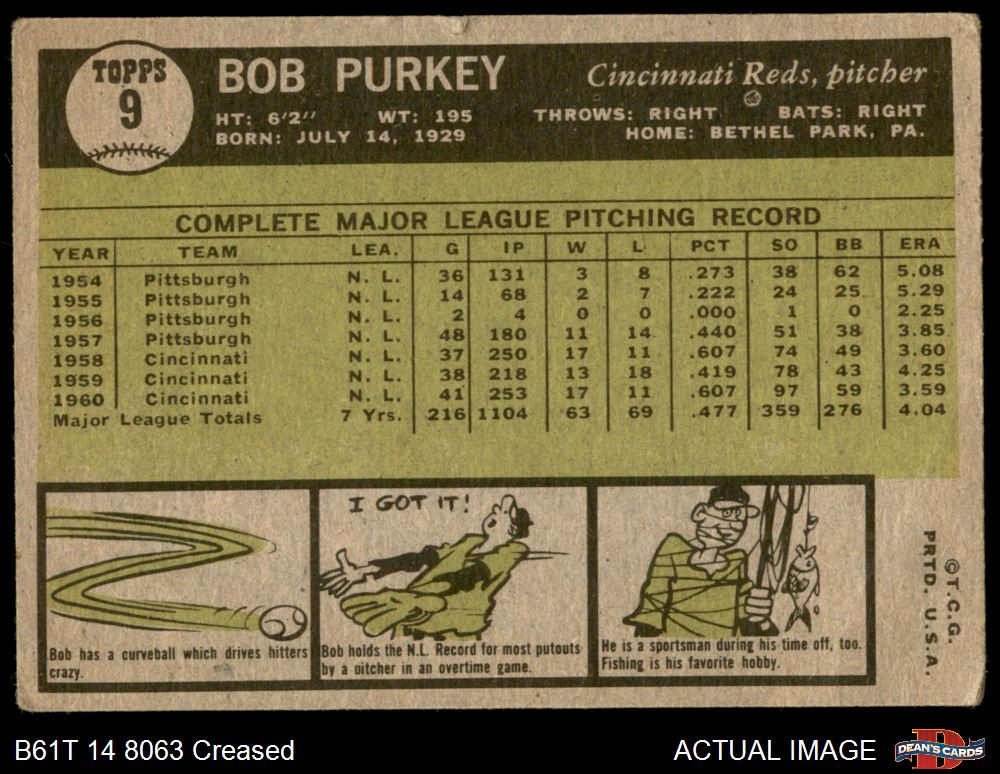 TOPPS
9
BOB PURKEY
Cincinnati Reds, pitcher
HT: 6'2" WT: 195
THROWS: RIGHT BATS: RIGHT
BORN: JULY 14, 1929
HOME: BETHEL PARK, PA.
COMPLETE MAJOR LEAGUE PITCHING RECORD
YEAR TEAM LEA. G IP W L PCT SO BB ERA
1954 Pittsburgh N. L. 36 131 3 8 .273 38 62 5.08
1955 Pittsburgh N. L. 14 68 2 7 .222 24 25 5.29
1956 Pittsburgh N. L. 2 4 0 0 .000 1 0 2.25
1957 Pittsburgh N. L. 48 180 11 14 .440 51 38 3.85
1958 Cincinnati N. L. 37 250 17 11 .607 74 49 3.60
1959 Cincinnati N. L. 38 218 13 18 .419 78 43 4.25
1960 Cincinnati N. L. 41 253 17 11 .607 97 59 3.59
Major League Totals 7 Yrs. 216 1104 63 69 .477 359 276 4.04
I GOT IT!
Bob has a curveball which drives hitters
crazy.
Bob holds the N.L. Record for most putouts
by a pitcher in an overtime game.
He is a sportsman during his time off, too.
Fishing is his favorite hobby.
©T.C.G.
PRTD. U.S.A.
B61T 14 8063 Creased
ACTUAL IMAGE
DEAN'S CARDS